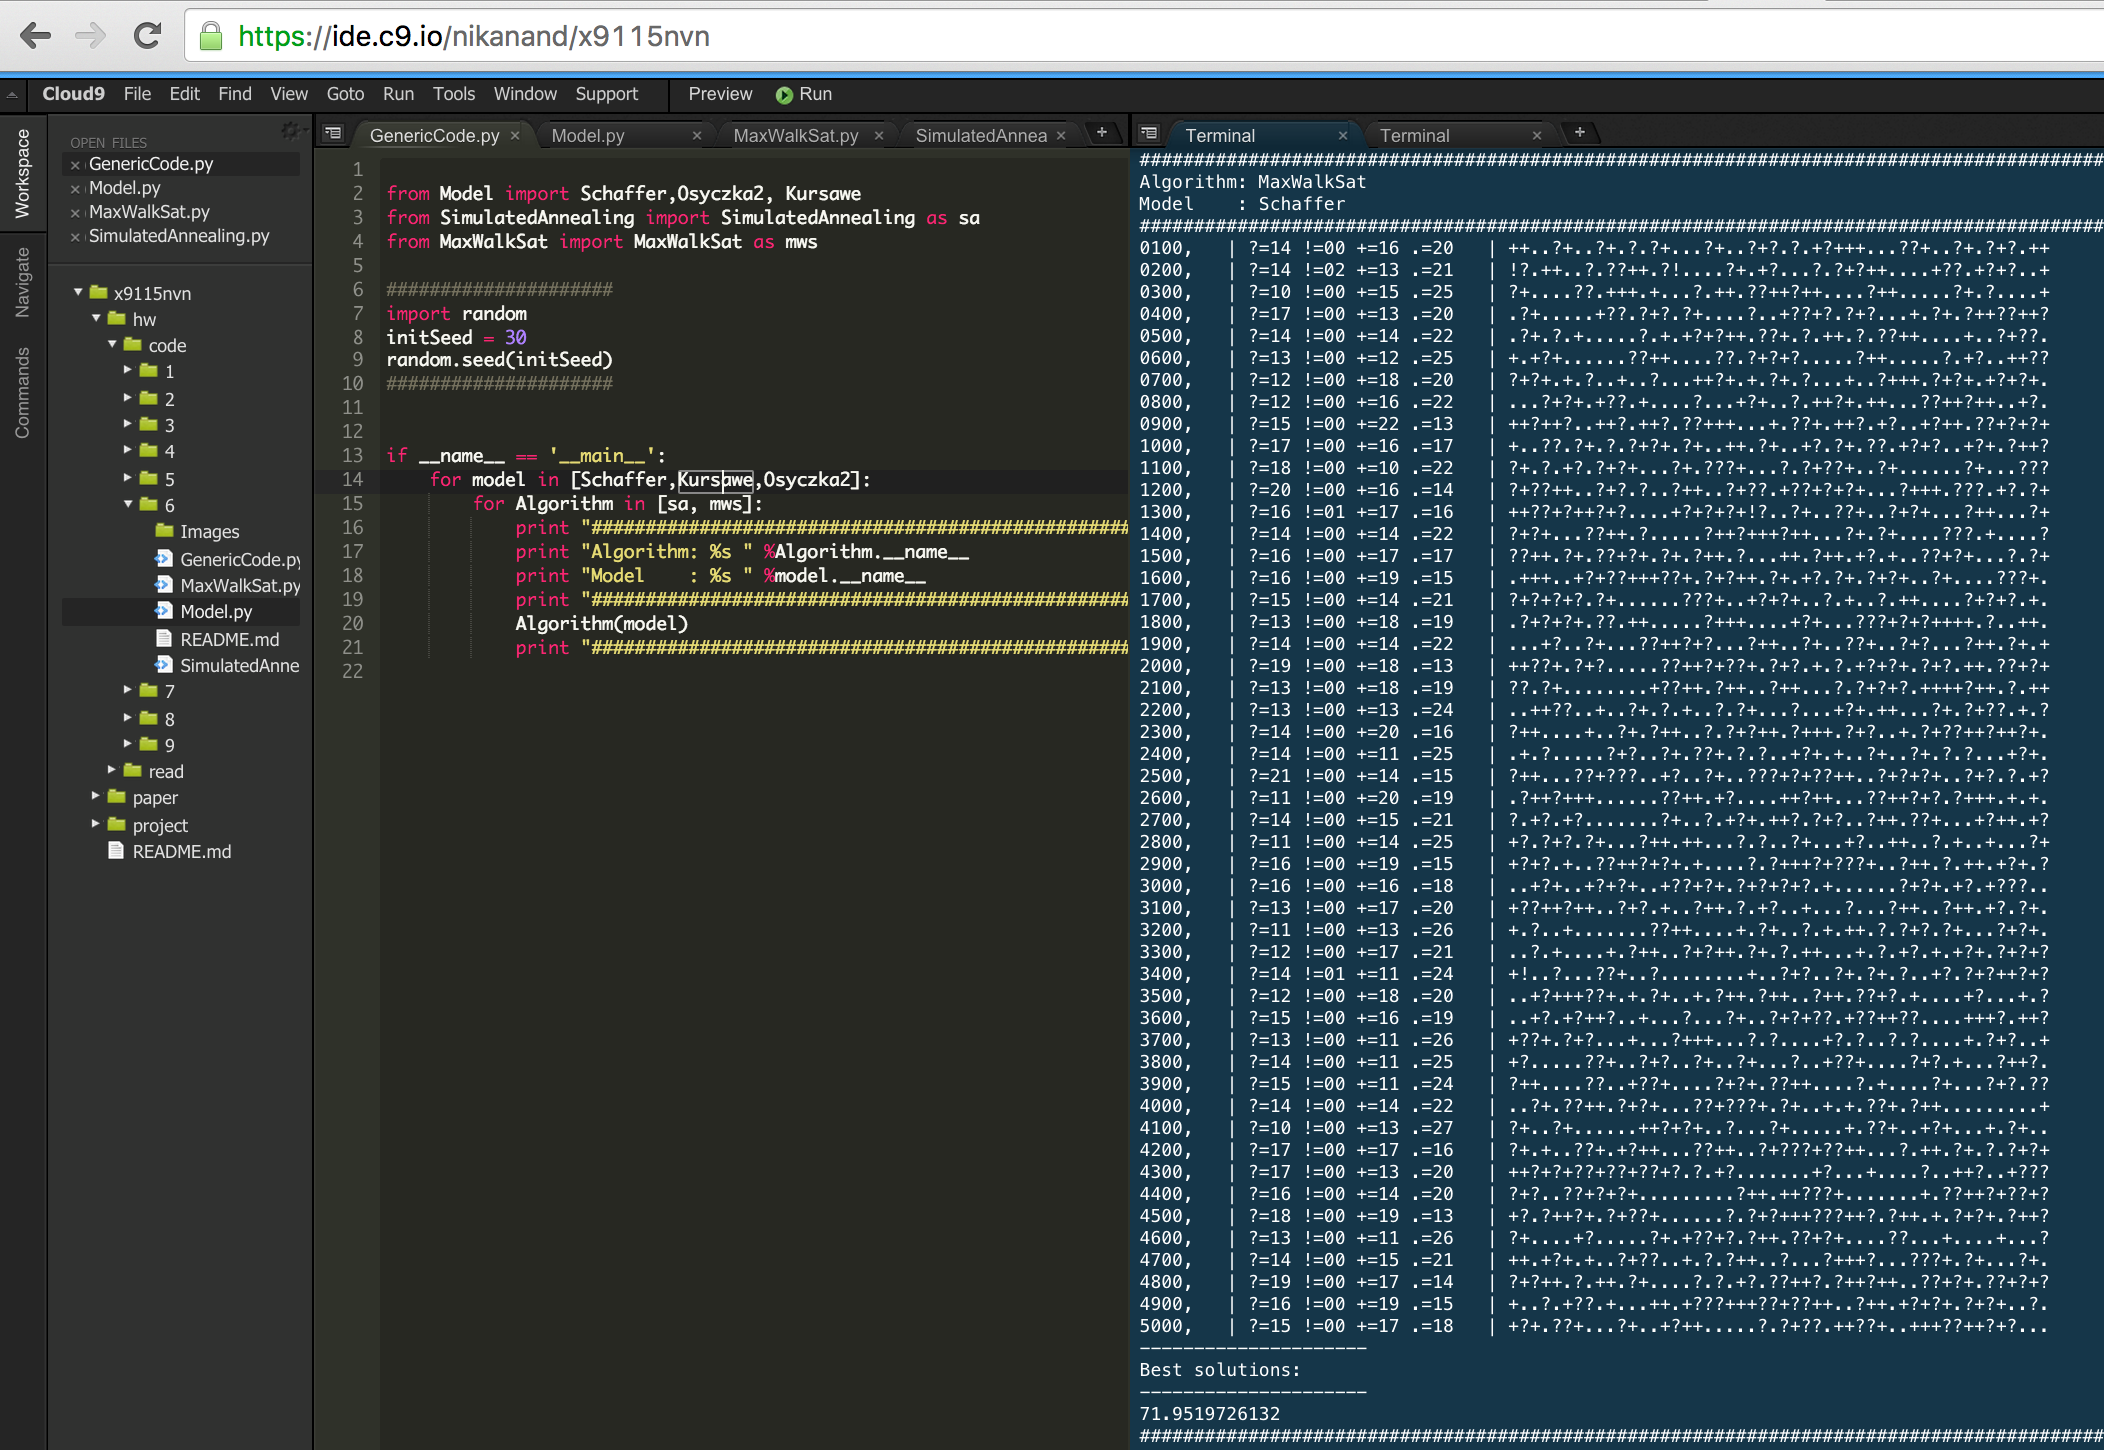 https://ide.c9.io/nikanand/x9115nvn
Cloud9 File Edit Find View Goto Run Tools Window Support Preview Run
Workspace
Navigate
Commands
OPEN FILES
GenericCode.py
Model.py
MaxWalkSat.py
SimulatedAnnealing.py
x9115nvn
hw
code
1
2
3
4
5
6
Images
GenericCode.py
MaxWalkSat.py
Model.py
README.md
SimulatedAnne
7
8
9
read
paper
project
README.md
GenericCode.py Model.py MaxWalkSat.py SimulatedAnnea
1
2 from Model import Schaffer,Osyczka2, Kursawe
3 from SimulatedAnnealing import SimulatedAnnealing as sa
4 from MaxWalkSat import MaxWalkSat as mws
5
6 #####################
7 import random
8 initSeed = 30
9 random.seed(initSeed)
10 #####################
11
12
13 if __name__ == '__main__':
14 for model in [Schaffer,Kursawe,Osyczka2]:
15 for Algorithm in [sa, mws]:
16 print "##################################################
17 print "Algorithm: %s " %Algorithm.__name__
18 print "Model    : %s " %model.__name__
19 print "##################################################
20 Algorithm(model)
21 print "##################################################
22
Terminal Terminal
Algorithm: MaxWalkSat
Model    : Schaffer
0100, | ?=14 !=00 +=16 .=20 |
0200, | ?=14 !=02 +=13 .=21 |
0300, | ?=10 !=00 +=15 .=25 |
0400, | ?=17 !=00 +=13 .=20 |
0500, | ?=14 !=00 +=14 .=22 |
0600, | ?=13 !=00 +=12 .=25 |
0700, | ?=12 !=00 +=18 .=20 |
0800, | ?=12 !=00 +=16 .=22 |
0900, | ?=15 !=00 +=22 .=13 |
1000, | ?=17 !=00 +=16 .=17 |
1100, | ?=18 !=00 +=10 .=22 |
1200, | ?=20 !=00 +=16 .=14 |
1300, | ?=16 !=01 +=17 .=16 |
1400, | ?=14 !=00 +=14 .=22 |
1500, | ?=16 !=00 +=17 .=17 |
1600, | ?=16 !=00 +=19 .=15 |
1700, | ?=15 !=00 +=14 .=21 |
1800, | ?=13 !=00 +=18 .=19 |
1900, | ?=14 !=00 +=14 .=22 |
2000, | ?=19 !=00 +=18 .=13 |
2100, | ?=13 !=00 +=18 .=19 |
2200, | ?=13 !=00 +=13 .=24 |
2300, | ?=14 !=00 +=20 .=16 |
2400, | ?=14 !=00 +=11 .=25 |
2500, | ?=21 !=00 +=14 .=15 |
2600, | ?=11 !=00 +=20 .=19 |
2700, | ?=14 !=00 +=15 .=21 |
2800, | ?=11 !=00 +=14 .=25 |
2900, | ?=16 !=00 +=19 .=15 |
3000, | ?=16 !=00 +=16 .=18 |
3100, | ?=13 !=00 +=17 .=20 |
3200, | ?=11 !=00 +=13 .=26 |
3300, | ?=12 !=00 +=17 .=21 |
3400, | ?=14 !=01 +=11 .=24 |
3500, | ?=12 !=00 +=18 .=20 |
3600, | ?=15 !=00 +=16 .=19 |
3700, | ?=13 !=00 +=11 .=26 |
3800, | ?=14 !=00 +=11 .=25 |
3900, | ?=15 !=00 +=11 .=24 |
4000, | ?=14 !=00 +=14 .=22 |
4100, | ?=10 !=00 +=13 .=27 |
4200, | ?=17 !=00 +=17 .=16 |
4300, | ?=17 !=00 +=13 .=20 |
4400, | ?=16 !=00 +=14 .=20 |
4500, | ?=18 !=00 +=19 .=13 |
4600, | ?=13 !=00 +=11 .=26 |
4700, | ?=14 !=00 +=15 .=21 |
4800, | ?=19 !=00 +=17 .=14 |
4900, | ?=16 !=00 +=19 .=15 |
5000, | ?=15 !=00 +=17 .=18 |
---------------------
Best solutions:
---------------------
71.9519726132